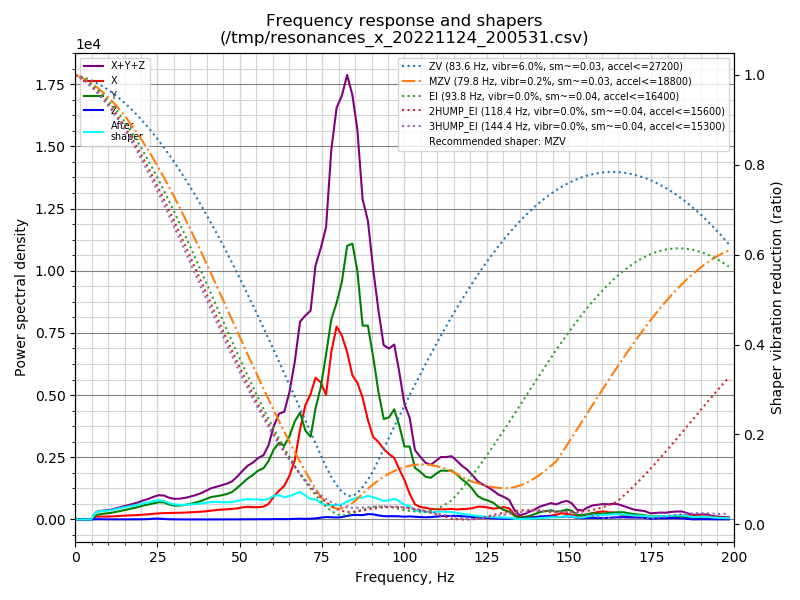 Frequency response and shapers
(/tmp/resonances_x_20221124_200531.csv)
1e4
X+Y+Z
X
Y
Z
After
shaper
ZV (83.6 Hz, vibr=6.0%, sm~=0.03, accel<=27200)
MZV (79.8 Hz, vibr=0.2%, sm~=0.03, accel<=18800)
EI (93.8 Hz, vibr=0.0%, sm~=0.04, accel<=16400)
2HUMP_EI (118.4 Hz, vibr=0.0%, sm~=0.04, accel<=15600)
3HUMP_EI (144.4 Hz, vibr=0.0%, sm~=0.04, accel<=15300)
Recommended shaper: MZV
1.75
1.50
1.25
1.00
0.75
0.50
0.25
0.00
Power spectral density
1.0
0.8
0.6
0.4
0.2
0.0
Shaper vibration reduction (ratio)
0 25 50 75 100 125 150 175 200
Frequency, Hz